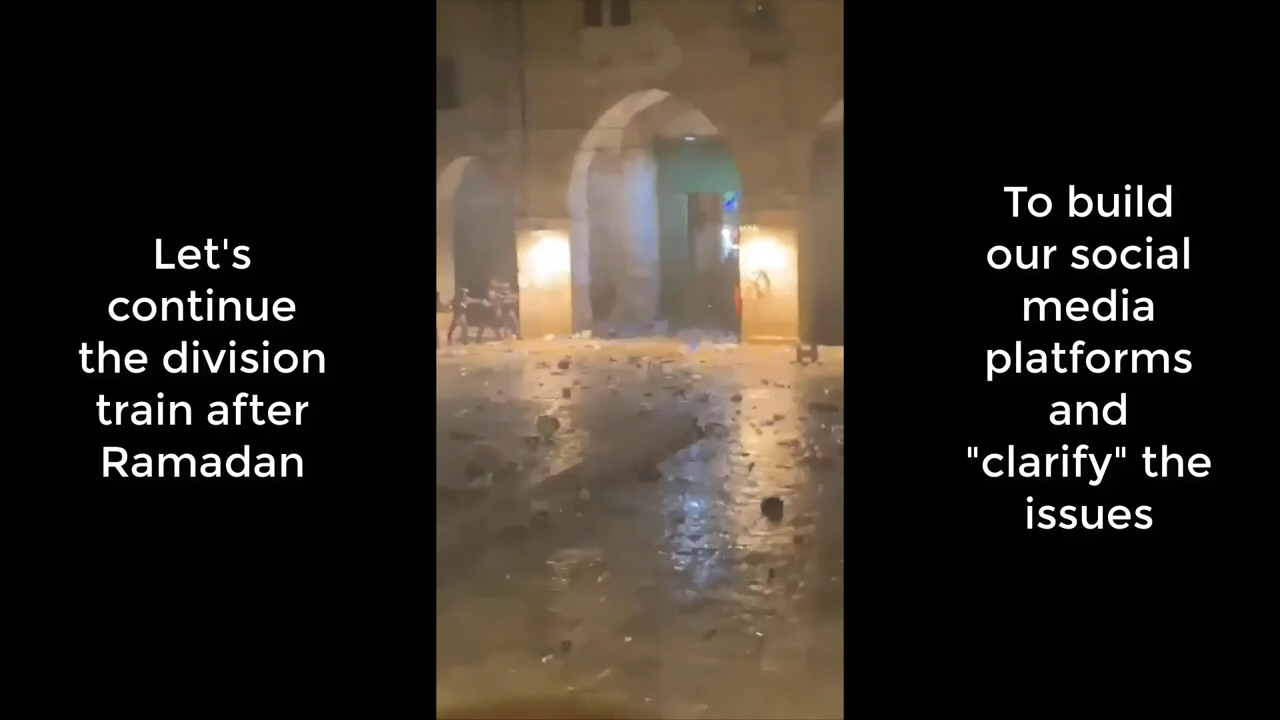 Let's
continue
the division
train after
Ramadan
To build
our social
media
platforms
and
"clarify" the
issues